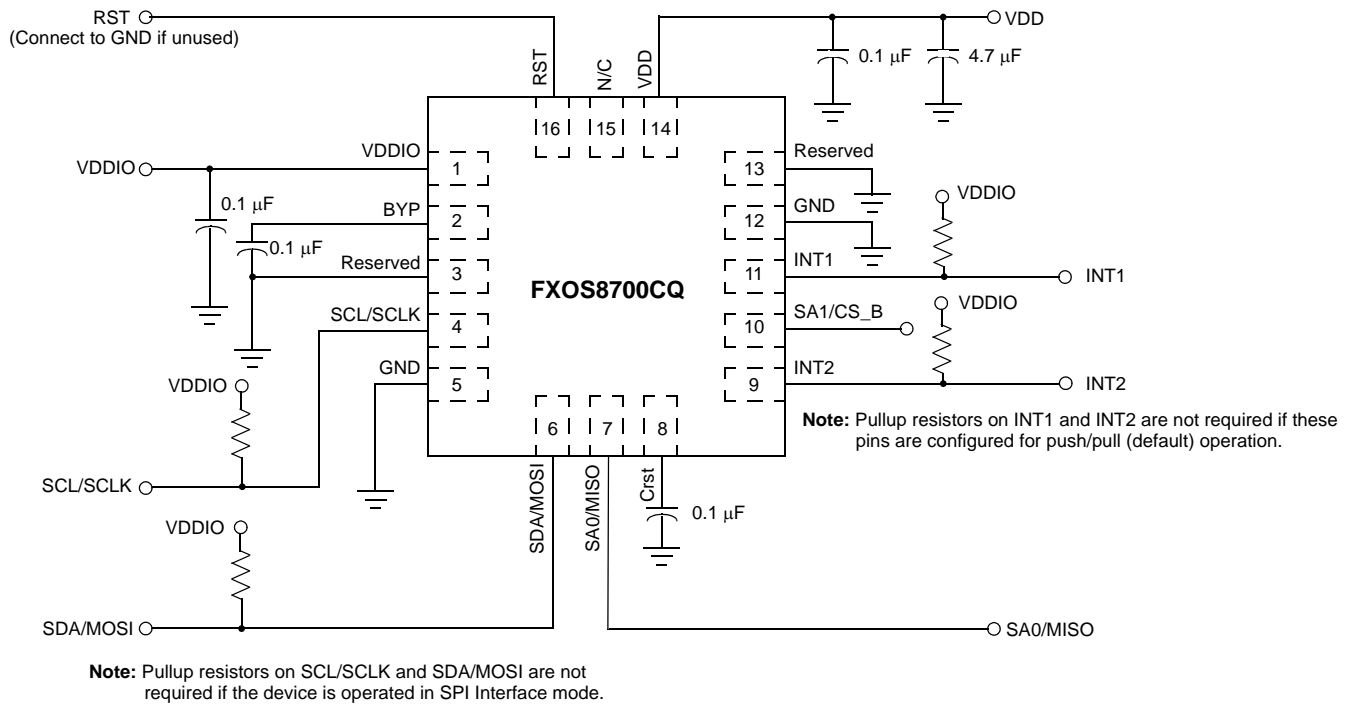 RST
(Connect to GND if unused)
VDD
0.1 μF
4.7 μF
RST
N/C
VDD
16
15
14
VDDIO
VDDIO
1
0.1 μF
BYP
2
0.1 μF
Reserved
3
SCL/SCLK
4
GND
5
FXOS8700CQ
13
Reserved
12
GND
11
INT1
VDDIO
INT1
10
SA1/CS_B
VDDIO
9
INT2
INT2
Note: Pullup resistors on INT1 and INT2 are not required if these
pins are configured for push/pull (default) operation.
VDDIO
SCL/SCLK
6
7
8
SDA/MOSI
SA0/MISO
Crst
0.1 μF
VDDIO
SDA/MOSI
SA0/MISO
Note: Pullup resistors on SCL/SCLK and SDA/MOSI are not
required if the device is operated in SPI Interface mode.